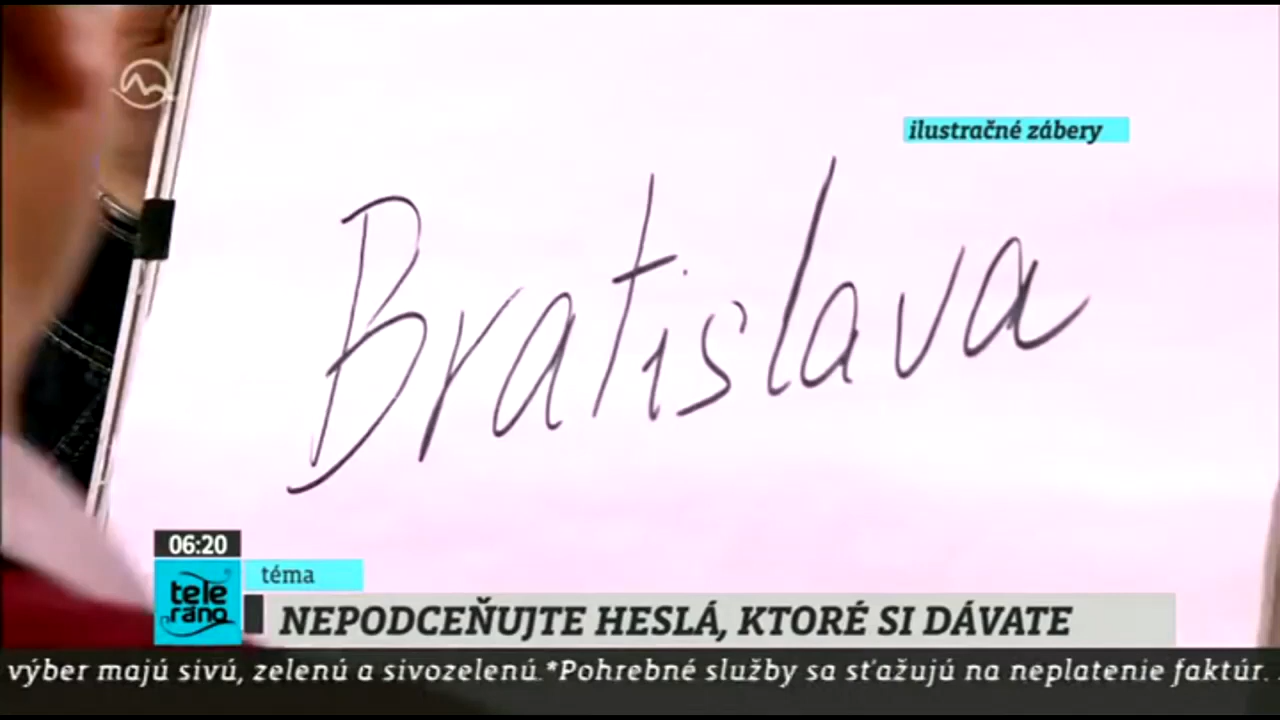 ilustračné zábery
Bratislava
06:20
téma
tele
ráno
NEPODCEŇUJTE HESLÁ, KTORÉ SI DÁVATE
výber majú sivú, zelenú a sivozelenú.*Pohrebné služby sa sťažujú na neplatenie faktúr.